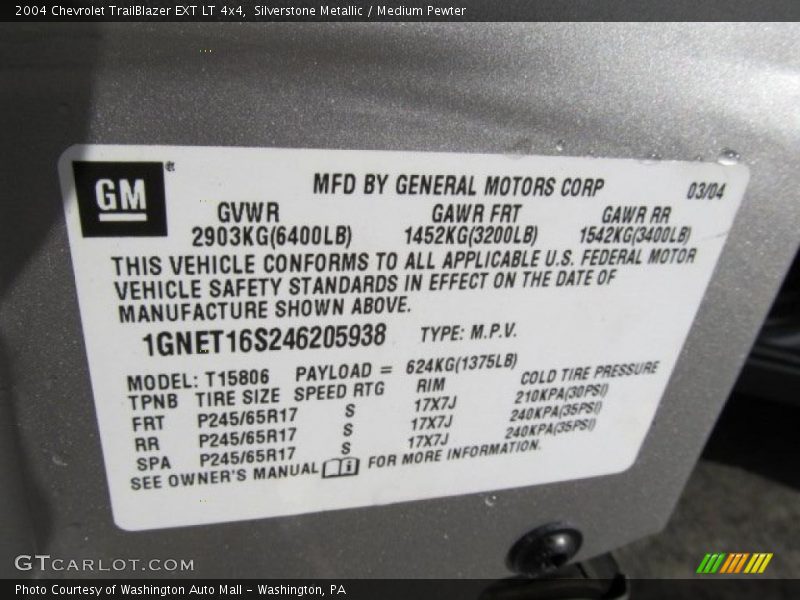 2004 Chevrolet TrailBlazer EXT LT 4x4, Silverstone Metallic / Medium Pewter
GM
MFD BY GENERAL MOTORS CORP 03/04
GVWR GAWR FRT GAWR RR
2903KG(6400LB) 1452KG(3200LB) 1542KG(3400LB)
THIS VEHICLE CONFORMS TO ALL APPLICABLE U.S. FEDERAL MOTOR
VEHICLE SAFETY STANDARDS IN EFFECT ON THE DATE OF
MANUFACTURE SHOWN ABOVE.
1GNET16S246205938 TYPE: M.P.V.
MODEL: T15806 PAYLOAD = 624KG(1375LB)
TPNB TIRE SIZE SPEED RTG RIM COLD TIRE PRESSURE
FRT P245/65R17 S 17X7J 210KPA(30PSI)
RR P245/65R17 S 17X7J 240KPA(35PSI)
SPA P245/65R17 S 17X7J 240KPA(35PSI)
SEE OWNER'S MANUAL FOR MORE INFORMATION.
GTcarlot.com
Photo Courtesy of Washington Auto Mall - Washington, PA